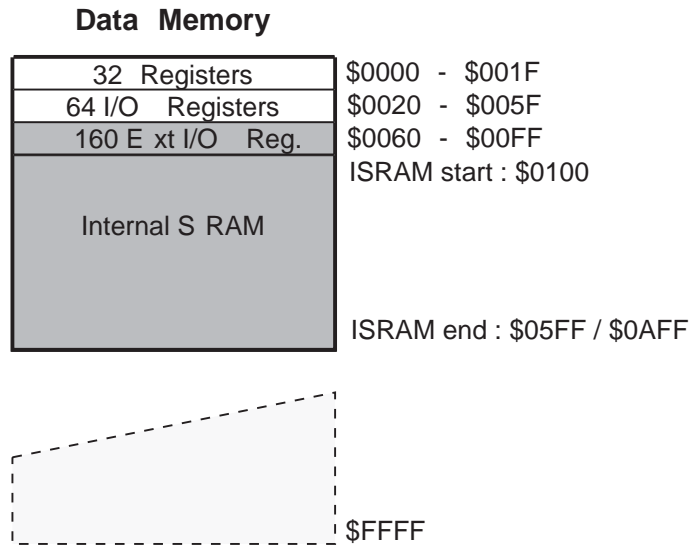 Data Memory
32 Registers $0000 - $001F
64 I/O Registers $0020 - $005F
160 E xt I/O Reg. $0060 - $00FF
ISRAM start : $0100
Internal S RAM
ISRAM end : $05FF / $0AFF
$FFFF